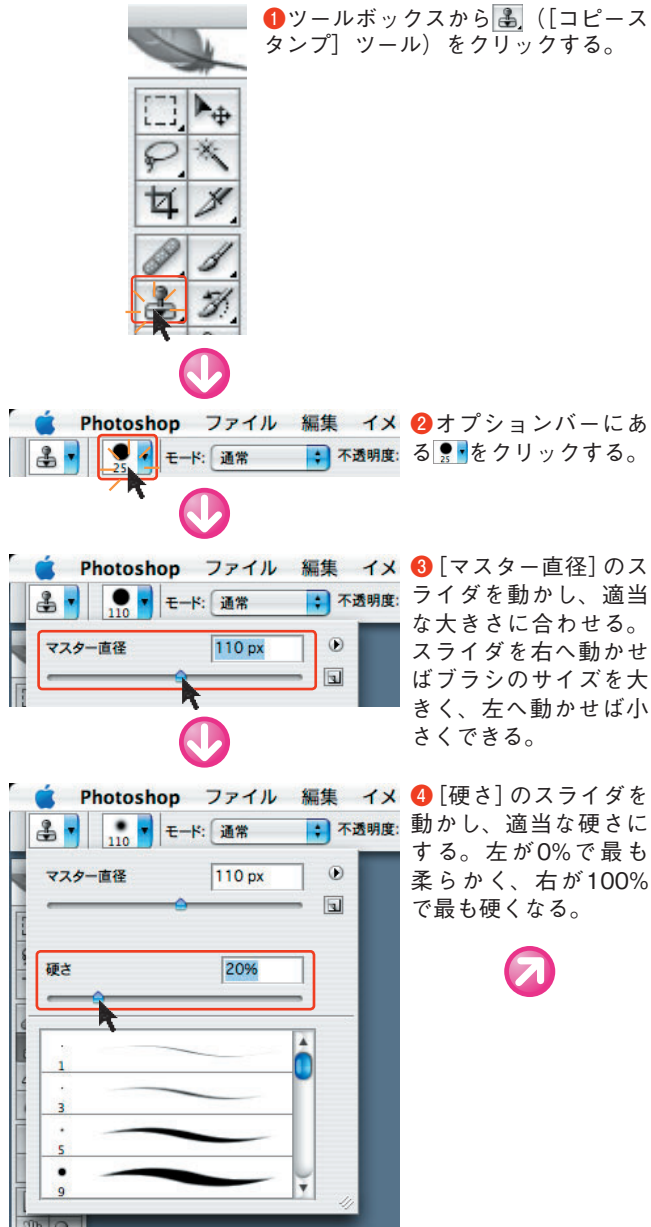 ❶ツールボックスから（［コピース
タンプ］ツール）をクリックする。
Photoshop ファイル 編集 イメ
25 モード: 通常 不透明度:
❷オプションバーにあ
る 25 をクリックする。
Photoshop ファイル 編集 イメ
110 モード: 通常 不透明度:
マスター直径 110 px
❸［マスター直径］のス
ライダを動かし、適当
な大きさに合わせる。
スライダを右へ動かせ
ばブラシのサイズを大
きく、左へ動かせば小
さくできる。
Photoshop ファイル 編集 イメ
110 モード: 通常 不透明度:
マスター直径 110 px
硬さ 20%
1
3
5
9
❹［硬さ］のスライダを
動かし、適当な硬さに
する。左が0%で最も
柔らかく、右が100%
で最も硬くなる。